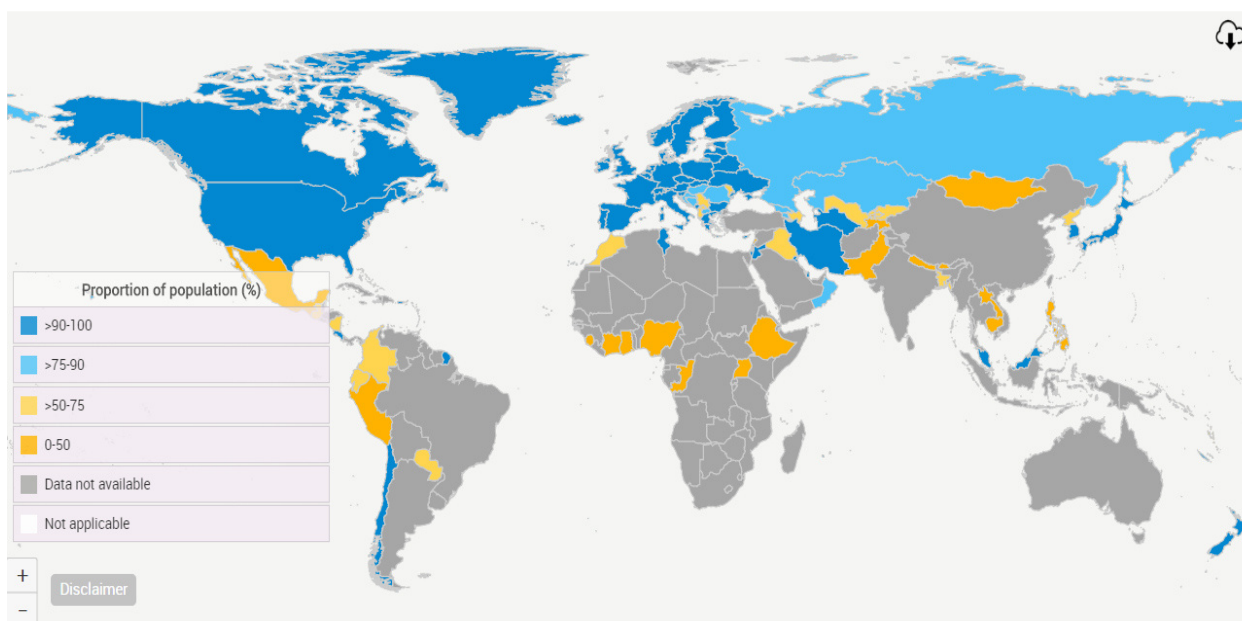 Proportion of population (%)
>90-100
>75-90
>50-75
0-50
Data not available
Not applicable
+
Disclaimer
−